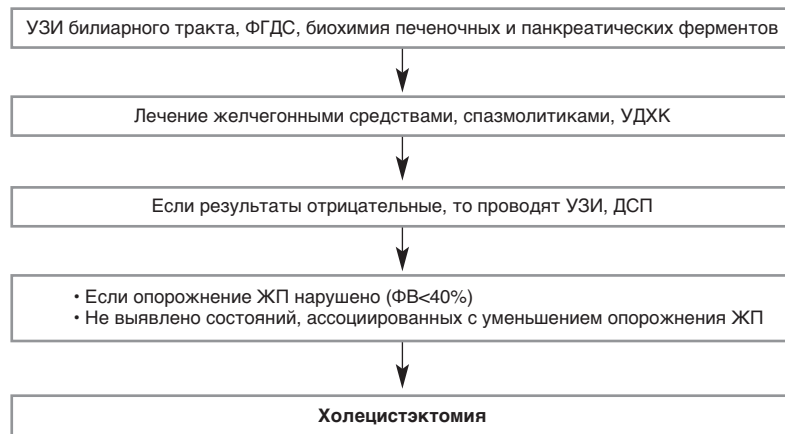 УЗИ билиарного тракта, ФГДС, биохимия печеночных и панкреатических ферментов
Лечение желчегонными средствами, спазмолитиками, УДХК
Если результаты отрицательные, то проводят УЗИ, ДСП
• Если опорожнение ЖП нарушено (ФВ<40%)
• Не выявлено состояний, ассоциированных с уменьшением опорожнения ЖП
Холецистэктомия